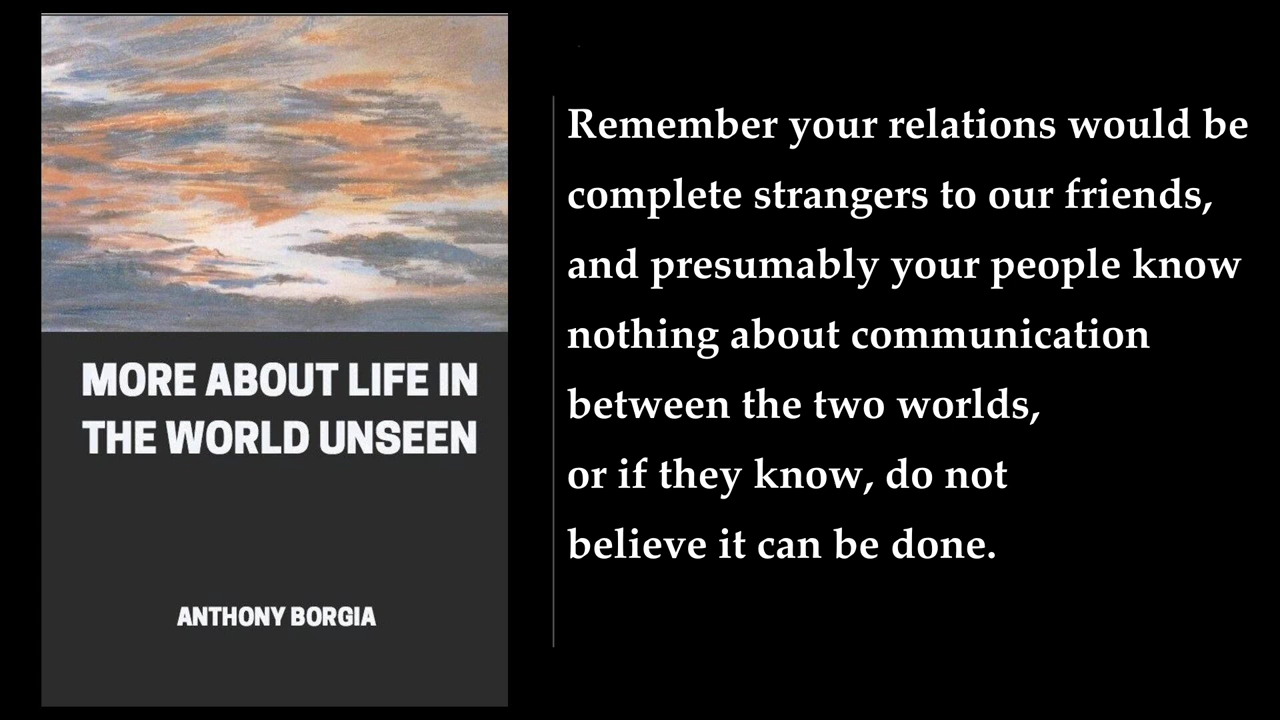 MORE ABOUT LIFE IN
THE WORLD UNSEEN
ANTHONY BORGIA
Remember your relations would be
complete strangers to our friends,
and presumably your people know
nothing about communication
between the two worlds,
or if they know, do not
believe it can be done.